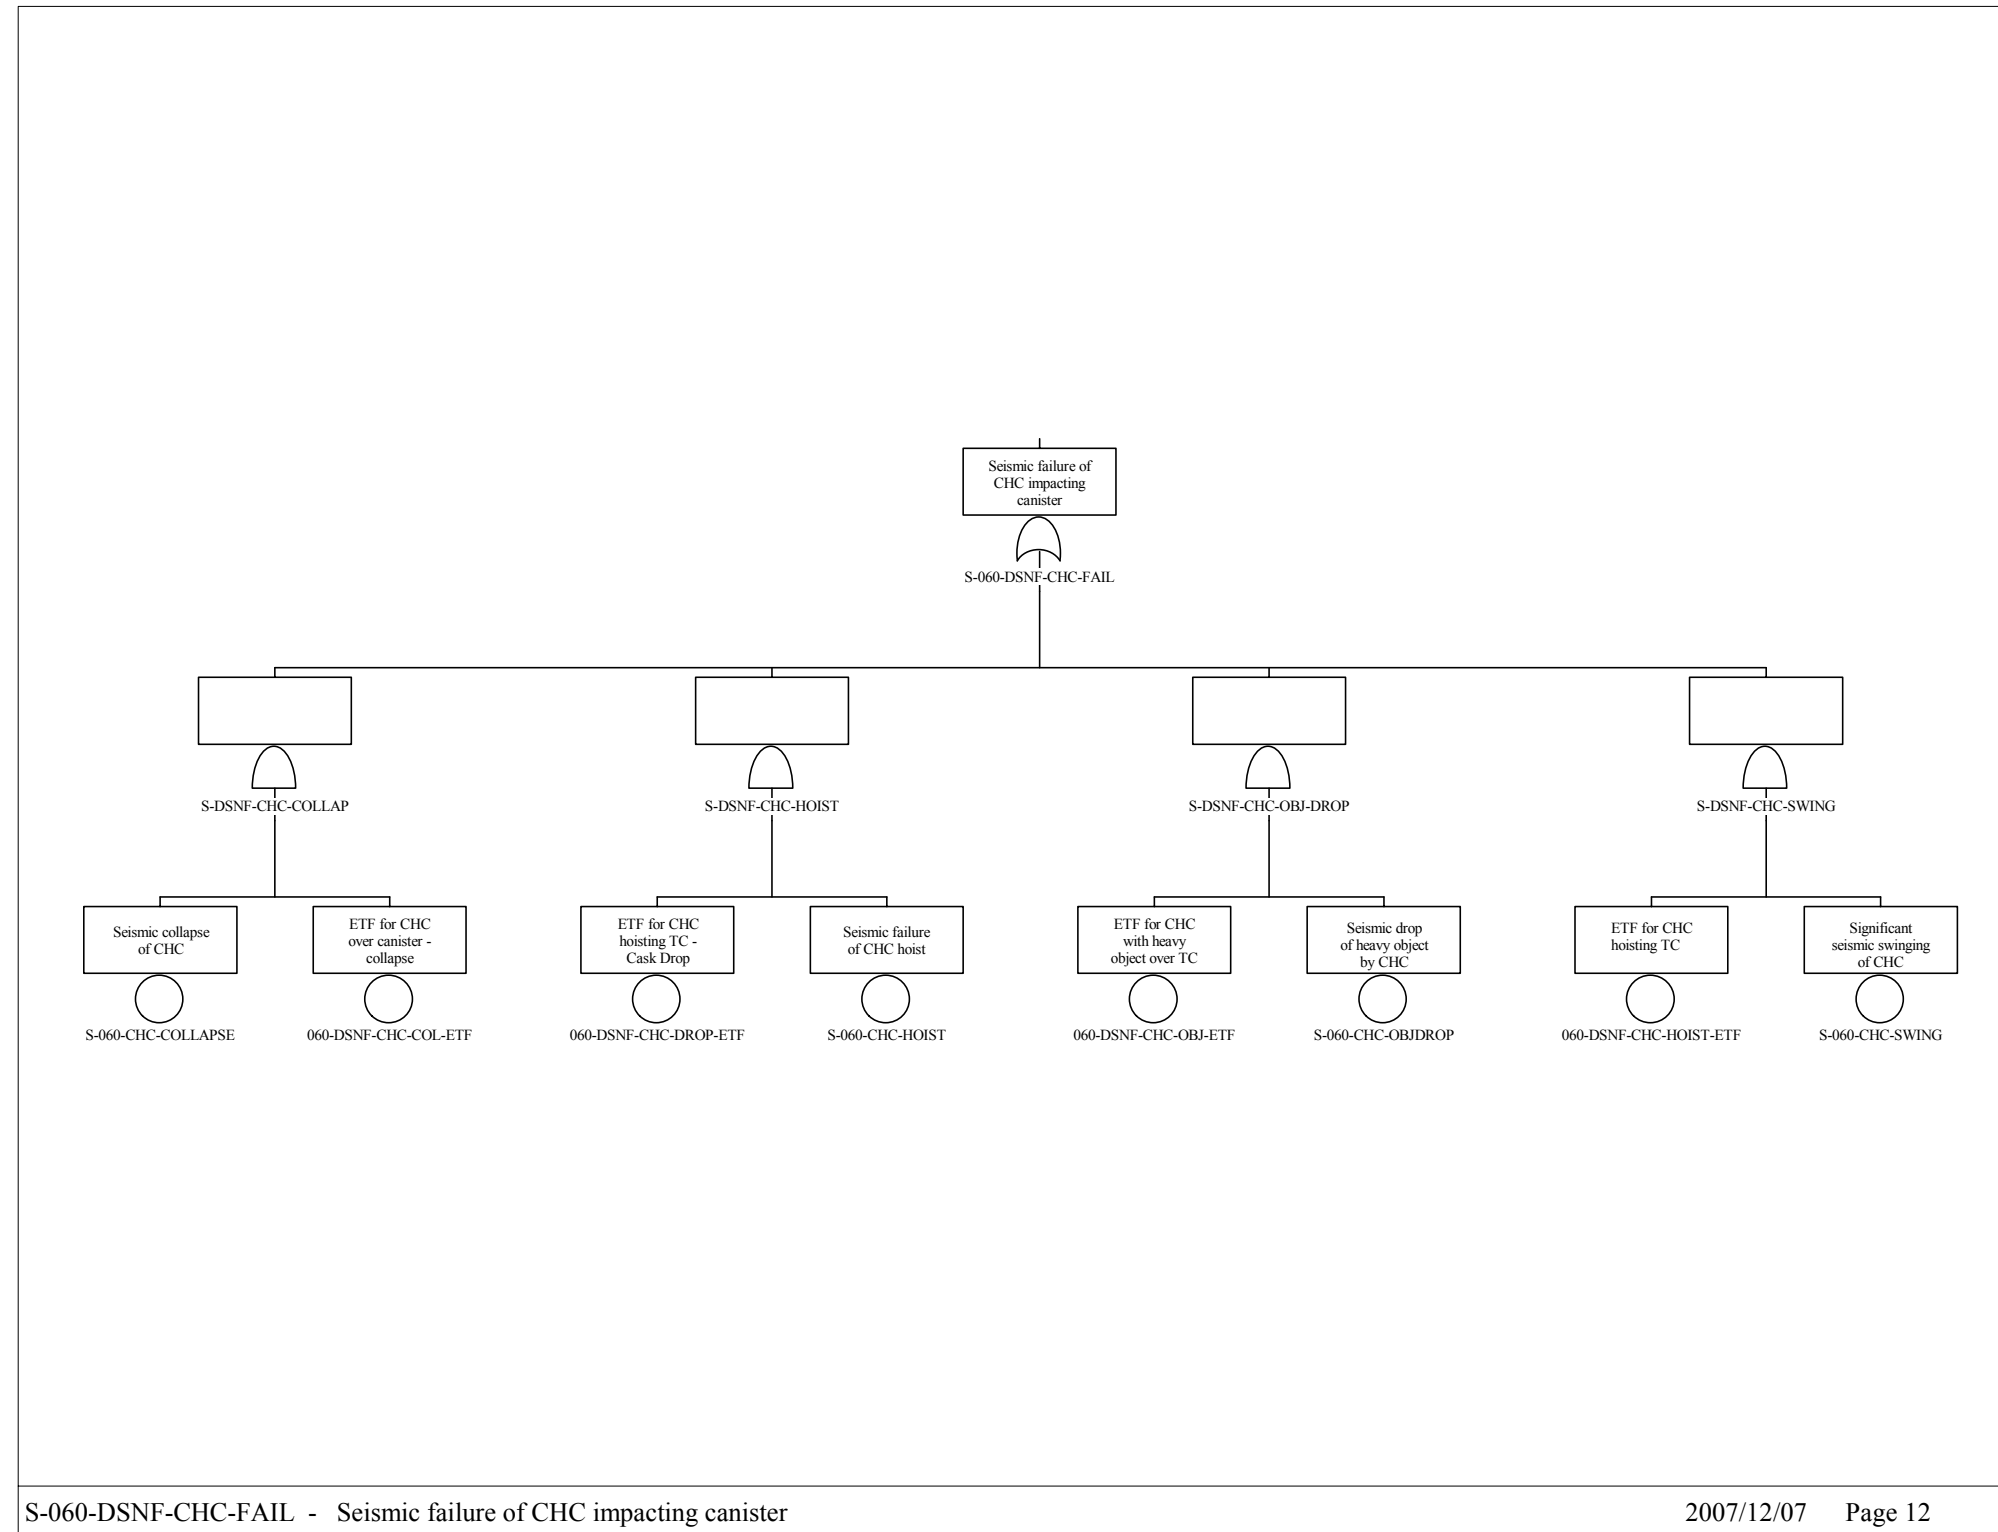 Seismic failure of
CHC impacting
canister
S-060-DSNF-CHC-FAIL
S-DSNF-CHC-COLLAP
S-DSNF-CHC-HOIST
S-DSNF-CHC-OBJ-DROP
S-DSNF-CHC-SWING
Seismic collapse
of CHC
S-060-CHC-COLLAPSE
ETF for CHC
over canister -
collapse
060-DSNF-CHC-COL-ETF
ETF for CHC
hoisting TC -
Cask Drop
060-DSNF-CHC-DROP-ETF
Seismic failure
of CHC hoist
S-060-CHC-HOIST
ETF for CHC
with heavy
object over TC
060-DSNF-CHC-OBJ-ETF
Seismic drop
of heavy object
by CHC
S-060-CHC-OBJDROP
ETF for CHC
hoisting TC
060-DSNF-CHC-HOIST-ETF
Significant
seismic swinging
of CHC
S-060-CHC-SWING
S-060-DSNF-CHC-FAIL - Seismic failure of CHC impacting canister
2007/12/07 Page 12